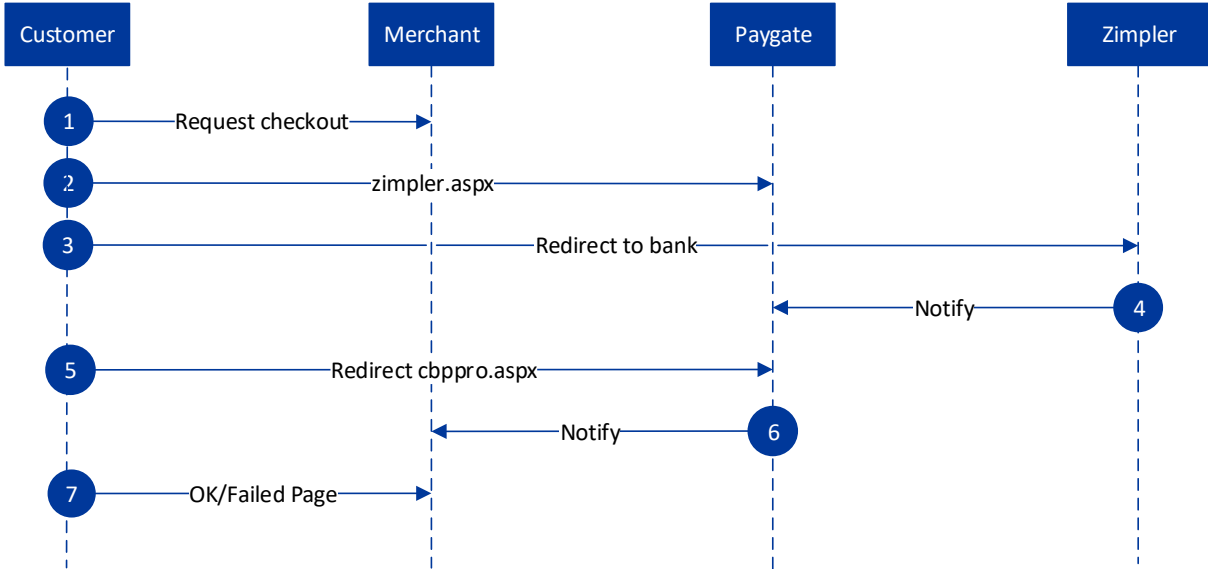 Customer
Merchant
Paygate
Zimpler
1
Request checkout
2
zimpler.aspx
3
Redirect to bank
Notify
4
5
Redirect cbppro.aspx
Notify
6
7
OK/Failed Page